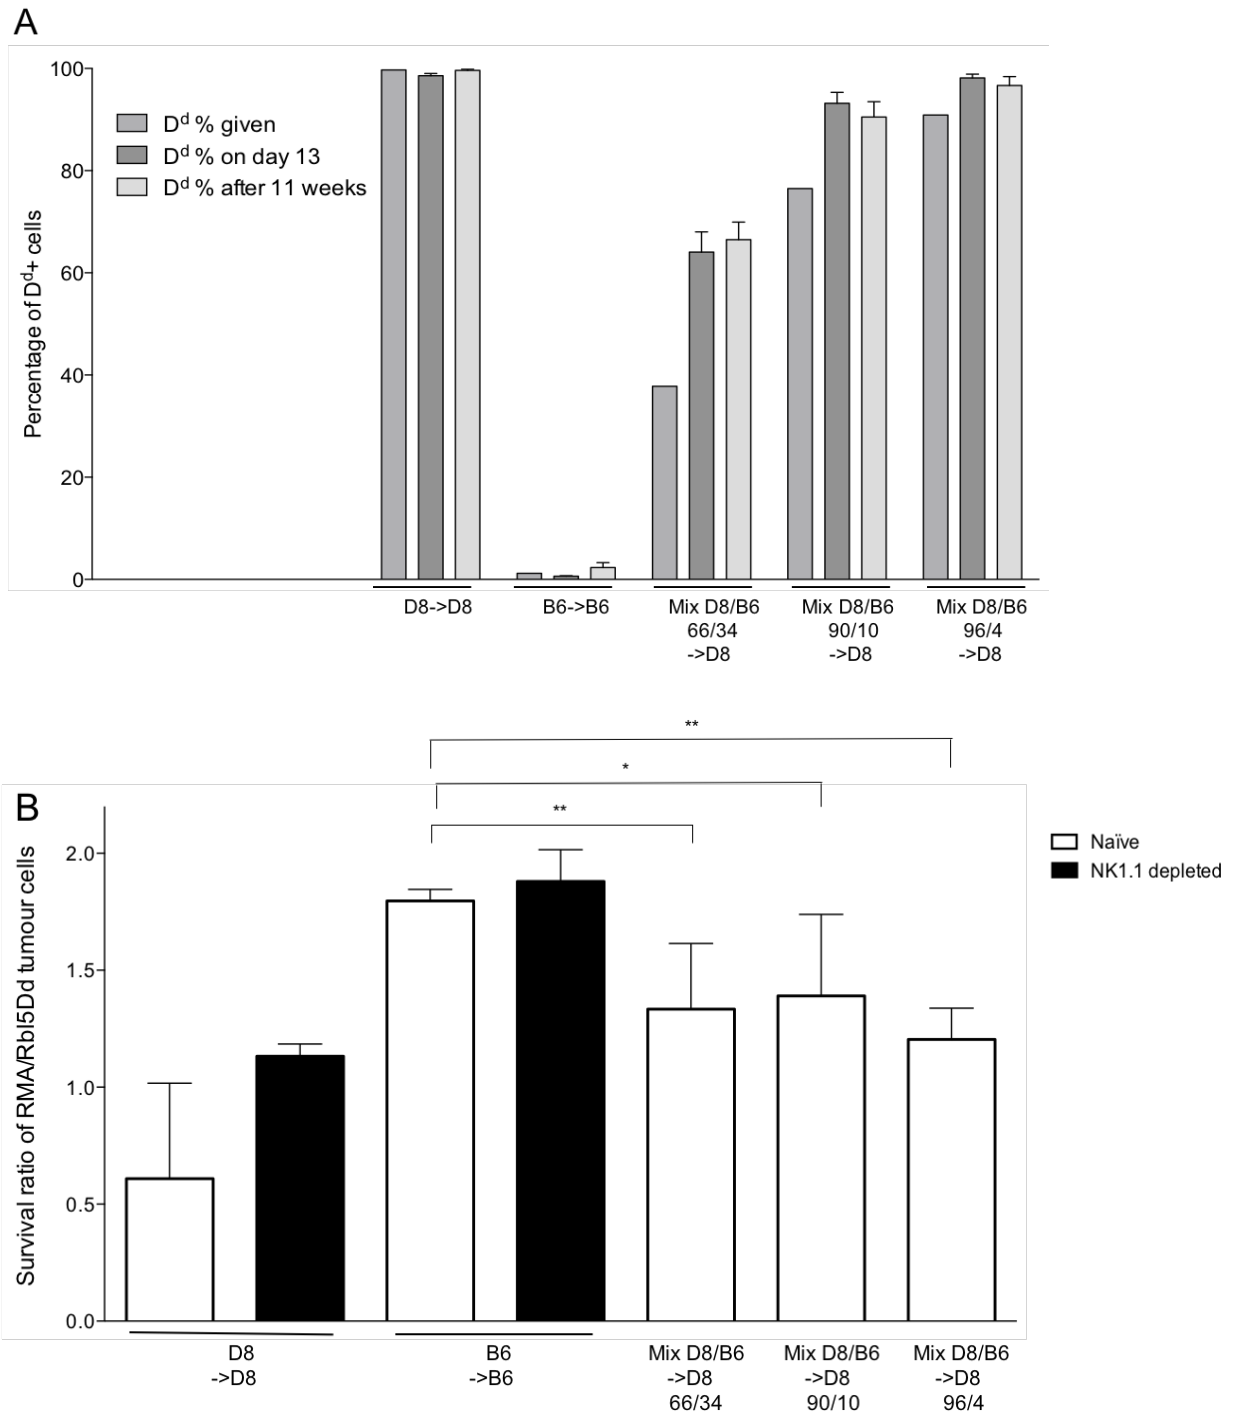 A
100
80
60
40
20
0
Percentage of Dd+ cells
Dd % given
Dd % on day 13
Dd % after 11 weeks
D8->D8
B6->B6
Mix D8/B6
66/34
->D8
Mix D8/B6
90/10
->D8
Mix D8/B6
96/4
->D8
**
*
**
B
2.0
1.5
1.0
0.5
0.0
Survival ratio of RMA/Rbl5Dd tumour cells
Naïve
NK1.1 depleted
D8
->D8
B6
->B6
Mix D8/B6
->D8
66/34
Mix D8/B6
->D8
90/10
Mix D8/B6
->D8
96/4